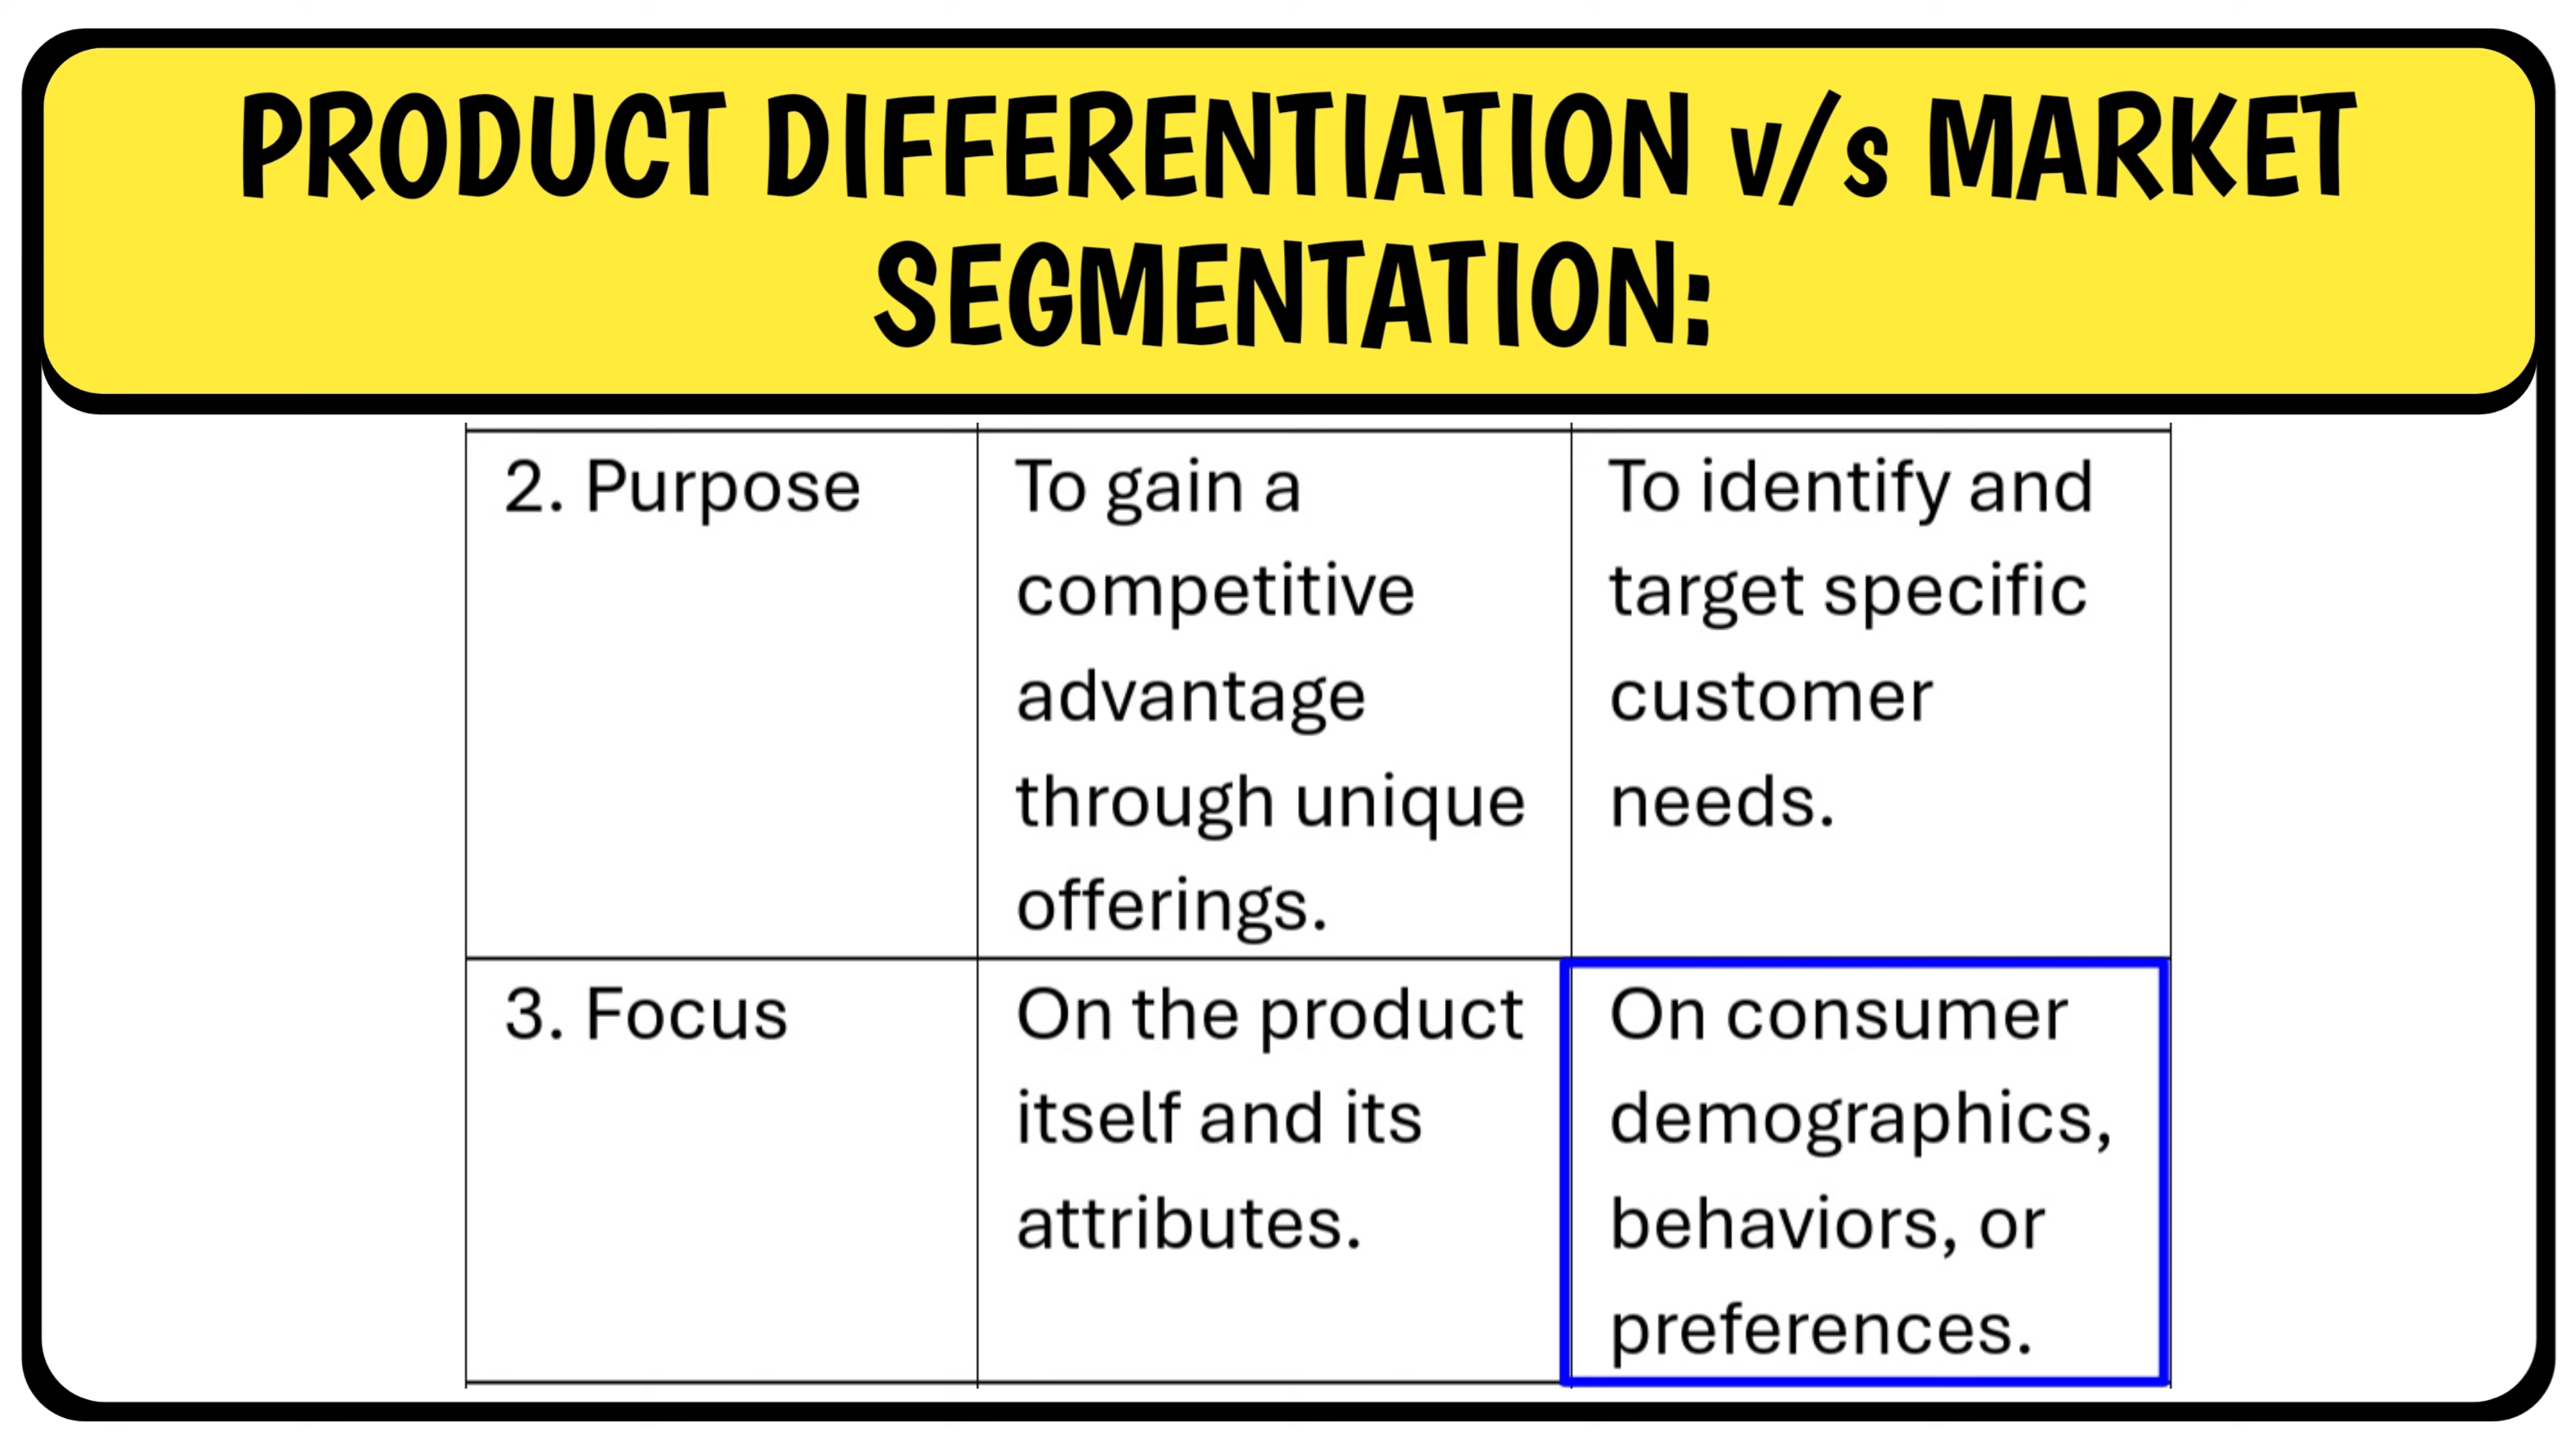 PRODUCT DIFFERENTIATION v/s MARKET
SEGMENTATION:
2. Purpose
To gain a
competitive
advantage
through unique
offerings.
To identify and
target specific
customer
needs.
3. Focus
On the product
itself and its
attributes.
On consumer
demographics,
behaviors, or
preferences.